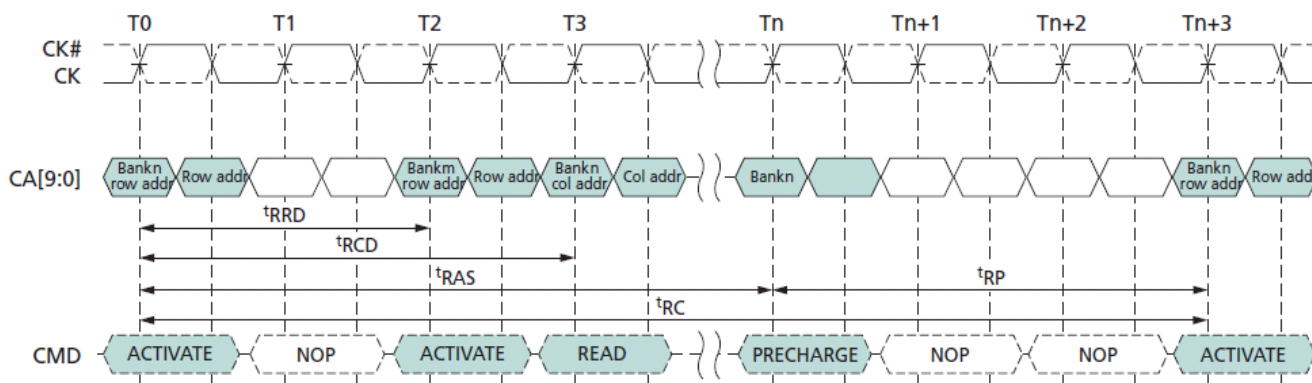 T0 T1 T2 T3 Tn Tn+1 Tn+2 Tn+3
CK#
CK
CA[9:0]
Bankn row addr
Row addr
Bankm row addr
Row addr
Bankn col addr
Col addr
Bankn
Bankn row addr
Row add
tRRD
tRCD
tRAS
tRP
tRC
CMD ACTIVATE NOP ACTIVATE READ PRECHARGE NOP NOP ACTIVATE